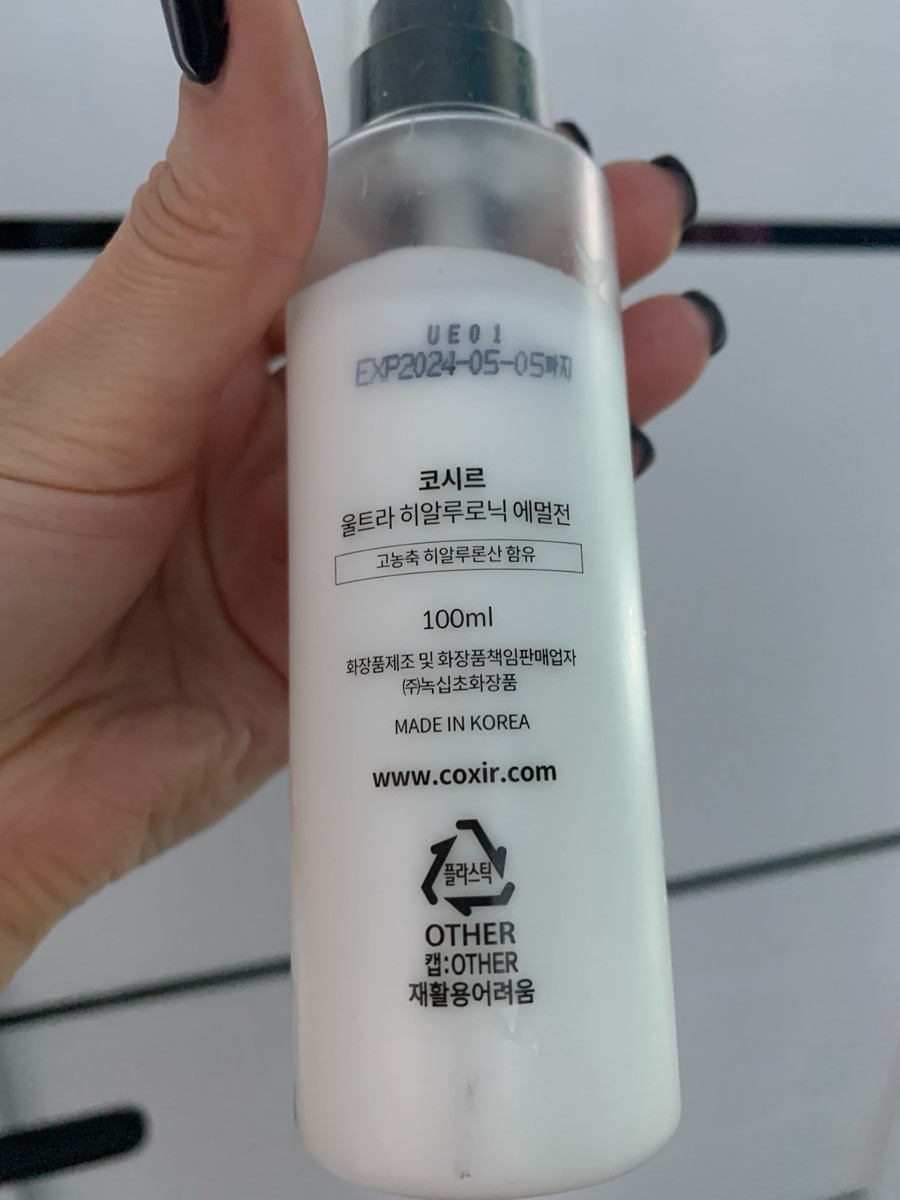 UE01
EXP2024-05-05까지
코시르
울트라 히알루로닉 에멀전
고농축 히알루론산 함유
100ml
화장품제조 및 화장품책임판매업자
㈜녹십초화장품
MADE IN KOREA
www.coxir.com
플라스틱
OTHER
캡:OTHER
재활용어려움